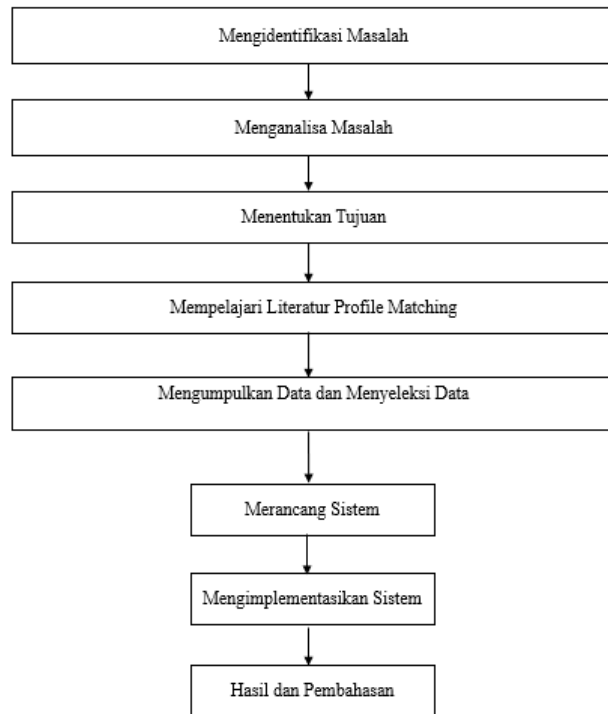 Mengidentifikasi Masalah
Menganalisa Masalah
Menentukan Tujuan
Mempelajari Literatur Profile Matching
Mengumpulkan Data dan Menyeleksi Data
Merancang Sistem
Mengimplementasikan Sistem
Hasil dan Pembahasan